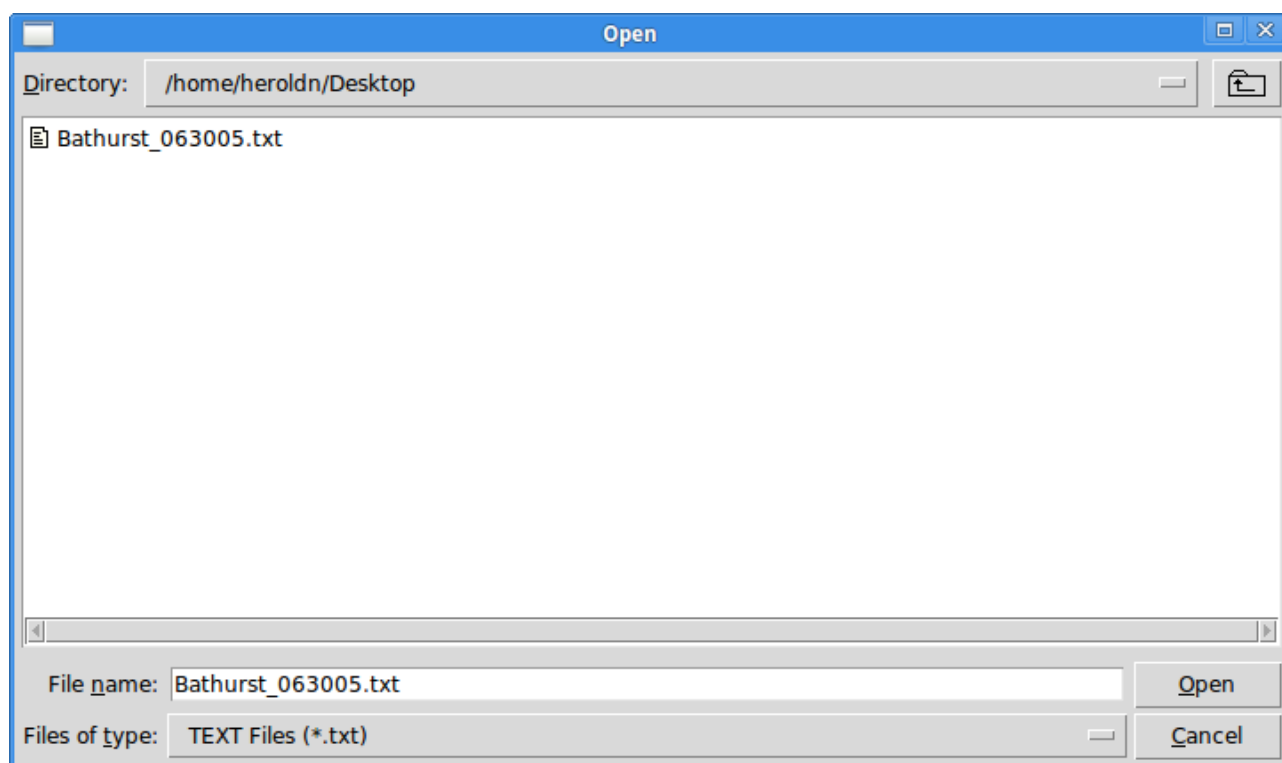 Open
Directory: /home/heroldn/Desktop
Bathurst_063005.txt
File name: Bathurst_063005.txt Open
Files of type: TEXT Files (*.txt) Cancel